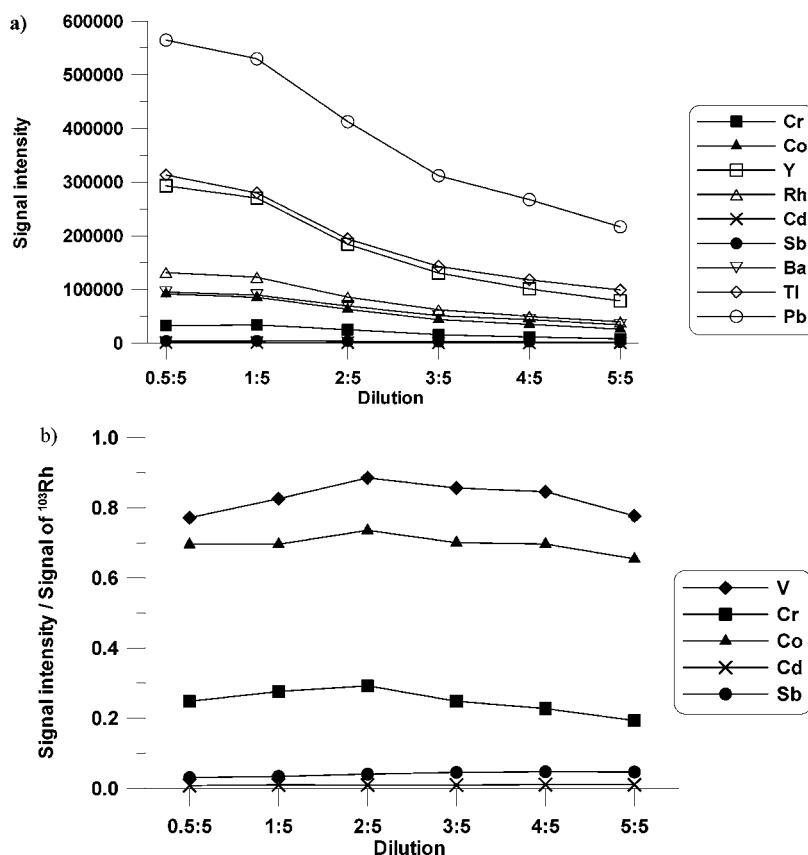 a)
600000
500000
400000
300000
200000
100000
0
Signal intensity
0.5:5 1:5 2:5 3:5 4:5 5:5
Dilution
Cr
Co
Y
Rh
Cd
Sb
Ba
Tl
Pb
b)
1.0
0.8
0.6
0.4
0.2
0.0
Signal intensity / Signal of ¹⁰³Rh
0.5:5 1:5 2:5 3:5 4:5 5:5
Dilution
V
Cr
Co
Cd
Sb